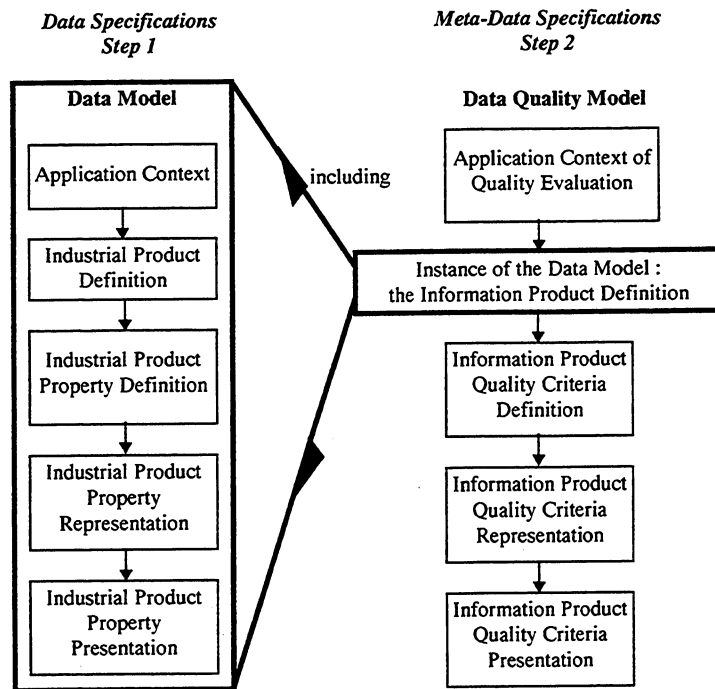 Data Specifications
Step 1
Data Model
Application Context
Industrial Product
Definition
Industrial Product
Property Definition
Industrial Product
Property
Representation
Industrial Product
Property
Presentation
including
Meta-Data Specifications
Step 2
Data Quality Model
Application Context of
Quality Evaluation
Instance of the Data Model :
the Information Product Definition
Information Product
Quality Criteria
Definition
Information Product
Quality Criteria
Representation
Information Product
Quality Criteria
Presentation